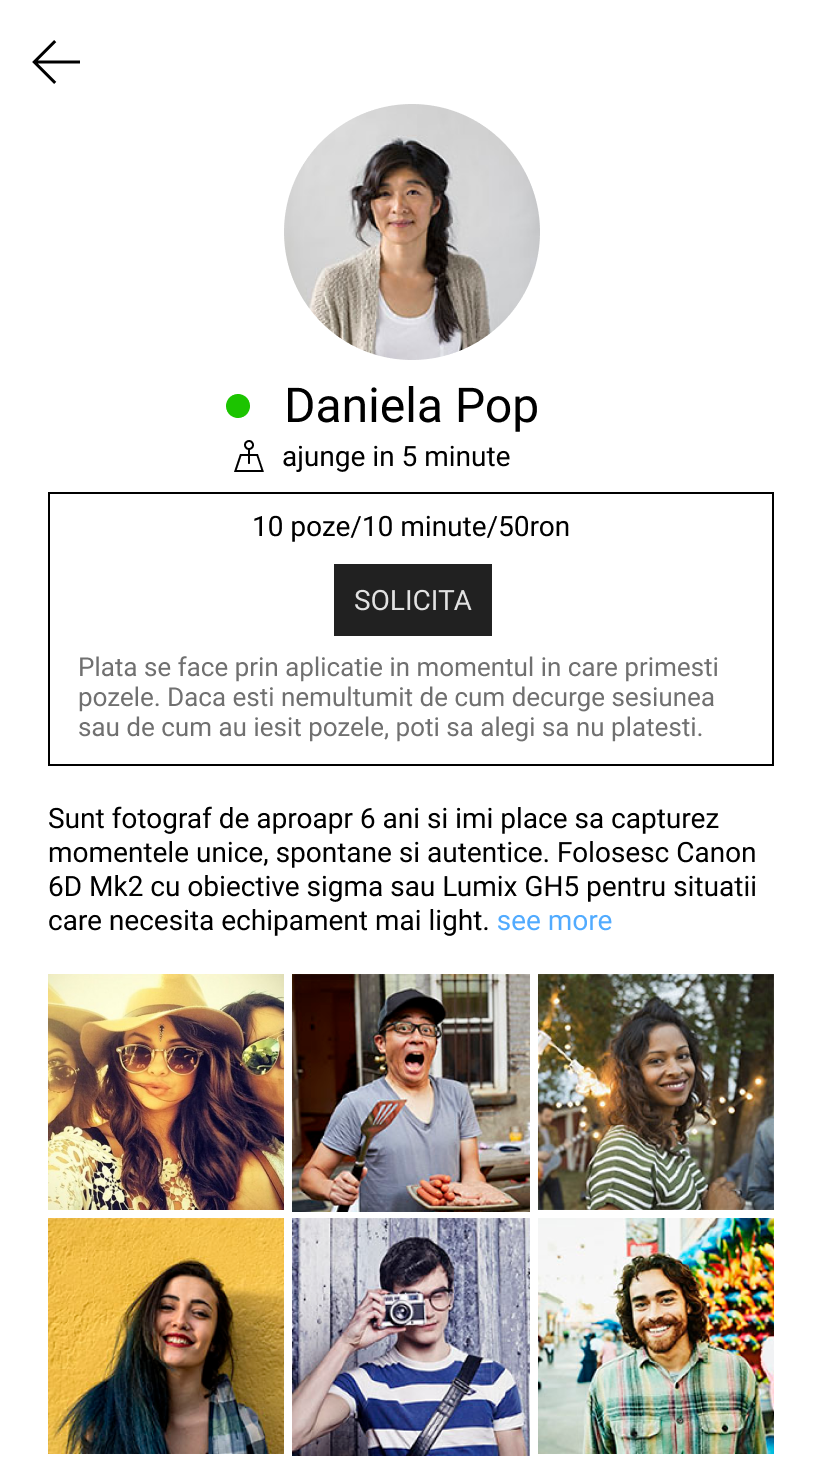 Daniela Pop
ajunge in 5 minute
10 poze/10 minute/50ron
SOLICITA
Plata se face prin aplicatie in momentul in care primesti
pozele. Daca esti nemultumit de cum decurge sesiunea
sau de cum au iesit pozele, poti sa alegi sa nu platesti.
Sunt fotograf de aproapr 6 ani si imi place sa capturez
momentele unice, spontane si autentice. Folosesc Canon
6D Mk2 cu obiective sigma sau Lumix GH5 pentru situatii
care necesita echipament mai light. see more